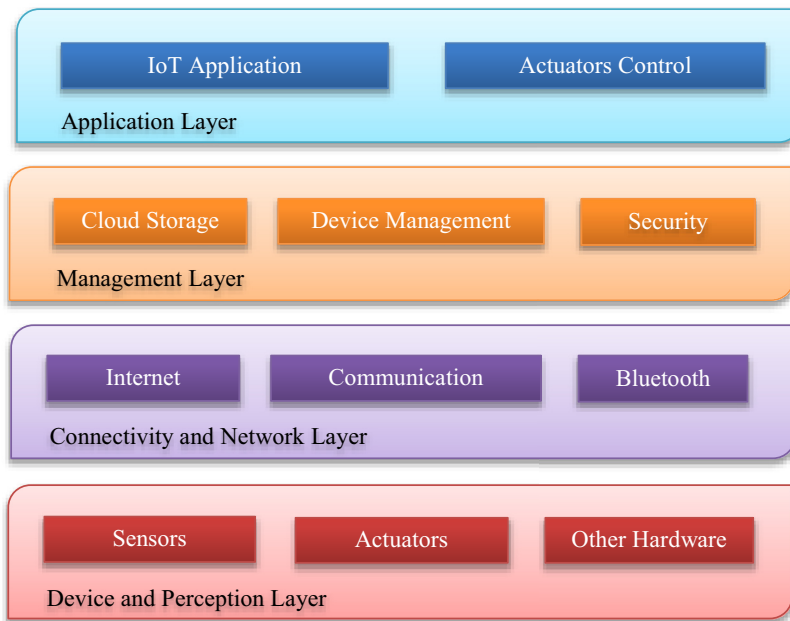 IoT Application
Actuators Control
Application Layer
Cloud Storage
Device Management
Security
Management Layer
Internet
Communication
Bluetooth
Connectivity and Network Layer
Sensors
Actuators
Other Hardware
Device and Perception Layer